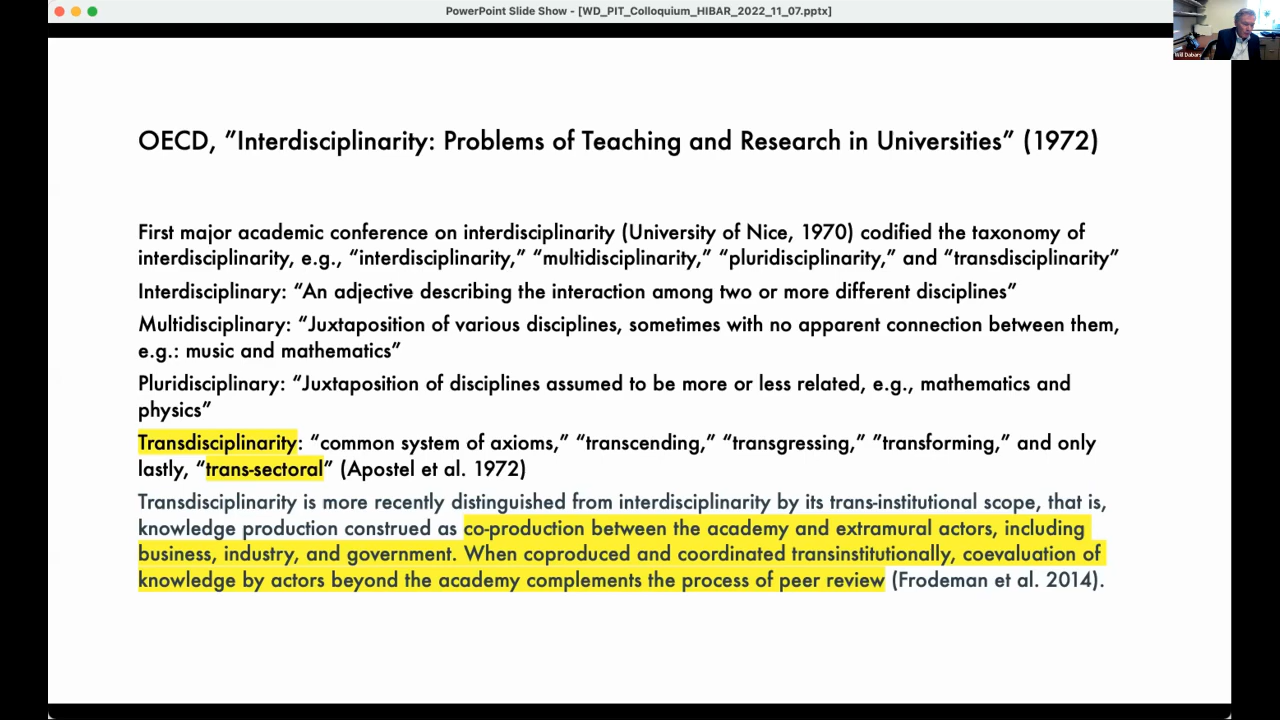 PowerPoint Slide Show - [WD_PIT_Colloquium_HIBAR_2022_11_07.pptx]
Will Dabars
OECD, ”Interdisciplinarity: Problems of Teaching and Research in Universities” (1972)
First major academic conference on interdisciplinarity (University of Nice, 1970) codified the taxonomy of
interdisciplinarity, e.g., “interdisciplinarity,” “multidisciplinarity,” “pluridisciplinarity,” and “transdisciplinarity”
Interdisciplinary: “An adjective describing the interaction among two or more different disciplines”
Multidisciplinary: “Juxtaposition of various disciplines, sometimes with no apparent connection between them,
e.g.: music and mathematics”
Pluridisciplinary: “Juxtaposition of disciplines assumed to be more or less related, e.g., mathematics and
physics”
Transdisciplinarity: “common system of axioms,” “transcending,” “transgressing,” ”transforming,” and only
lastly, “trans-sectoral” (Apostel et al. 1972)
Transdisciplinarity is more recently distinguished from interdisciplinarity by its trans-institutional scope, that is,
knowledge production construed as co-production between the academy and extramural actors, including
business, industry, and government. When coproduced and coordinated transinstitutionally, coevaluation of
knowledge by actors beyond the academy complements the process of peer review (Frodeman et al. 2014).